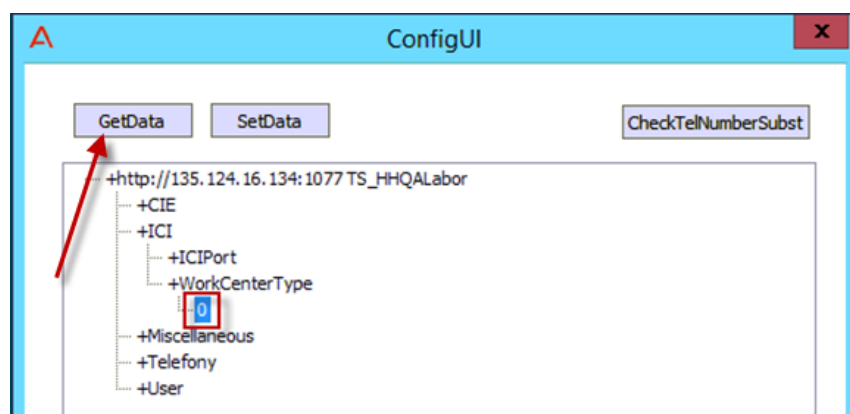 ConfigUI
x
GetData SetData CheckTelNumberSubst
+http://135.124.16.134:1077 TS_HHQALabor
+CIE
+ICI
+ICIPort
+WorkCenterType
0
+Miscellaneous
+Telefony
+User